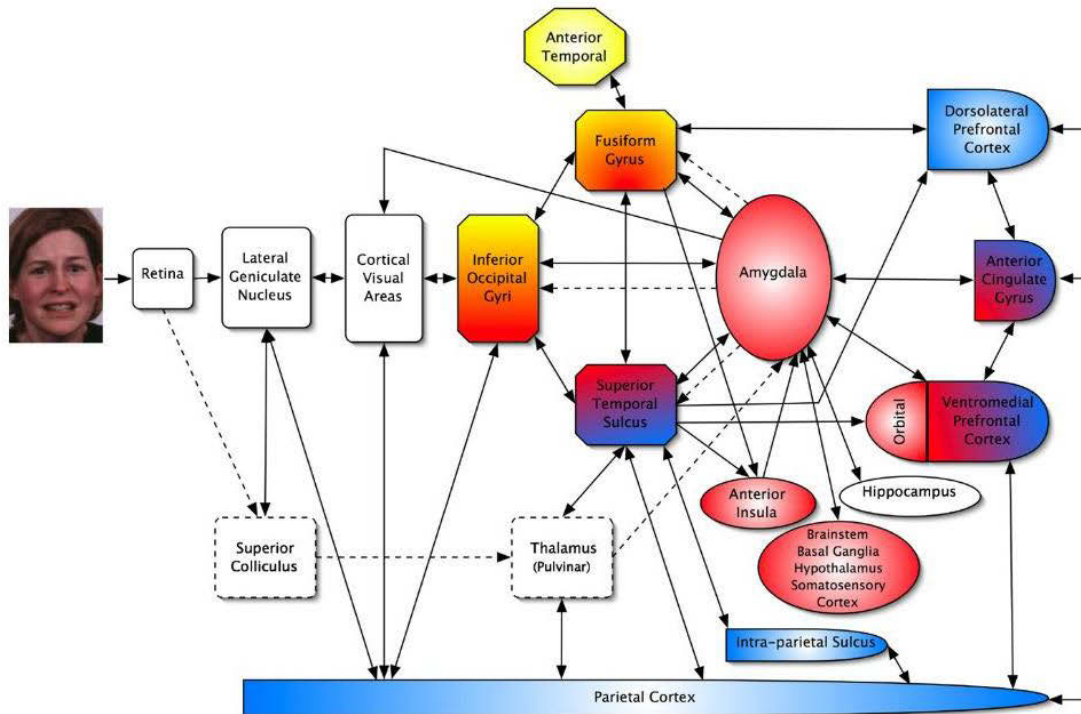 Anterior
Temporal
Fusiform
Gyrus
Dorsolateral
Prefrontal
Cortex
Retina
Lateral
Geniculate
Nucleus
Cortical
Visual
Areas
Inferior
Occipital
Gyri
Amygdala
Anterior
Cingulate
Gyrus
Superior
Temporal
Sulcus
Orbital
Ventromedial
Prefrontal
Cortex
Anterior
Insula
Hippocampus
Superior
Colliculus
Thalamus
(Pulvinar)
Brainstem
Basal Ganglia
Hypothalamus
Somatosensory
Cortex
Intra-parietal Sulcus
Parietal Cortex